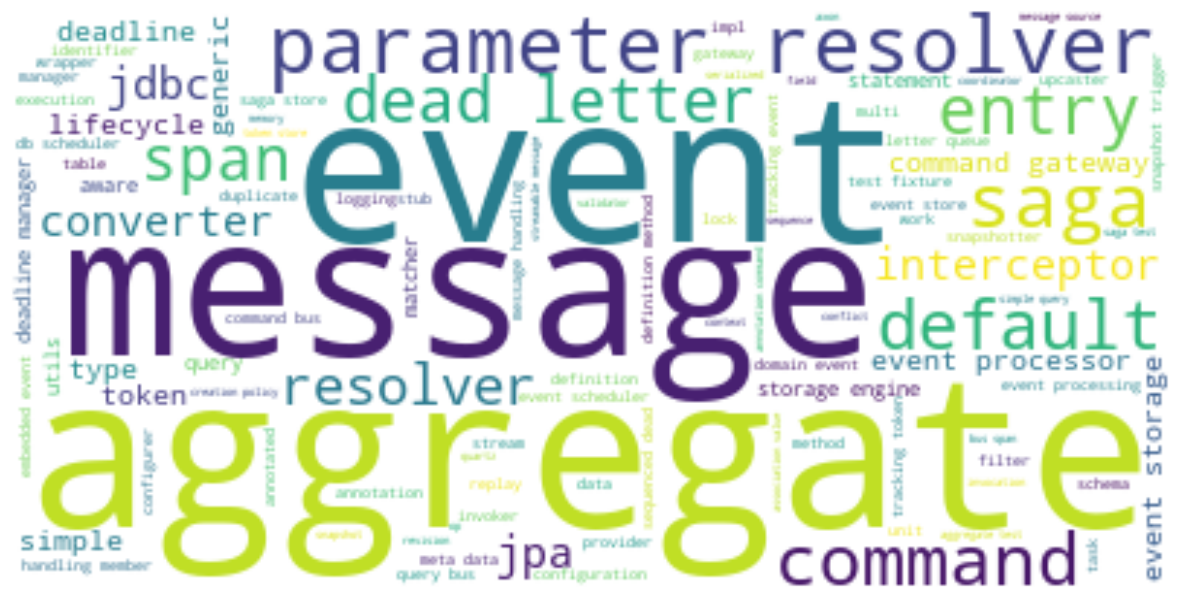 deadline
identifier
wrapper
manager
execution
generic
jdbc
saga store
memory
token store
lifecycle
db scheduler
table
aware
span
duplicate
converter
deadline manager
parameter resolver
impl
gateway
serialized
axon
message source
field
dead letter
tracking event
statement
coordinator
upcaster
multi
entry
snapshot trigger
letter queue
command gateway
test fixture
event store
work
saga
snapshotter
saga test
event
loggingstub
message handling
validator
lock
sequence
definition method
message
matcher
command bus
context
conflict
annotation command
interceptor
simple query
default
domain event
event processor
storage engine
event processing
event storage
embedded event
utils
type
query
token
creation policy
resolver
definition
event scheduler
aggregate
configurer
annotated
annotation
stream
quartz
replay
data
invoker
sequenced dead
method
tracking token
bus span
filter
invocation
schema
simple
handling member
snapshot
revision
meta data
query bus
jpa
provider
configuration
command
unit
aggregate test
task